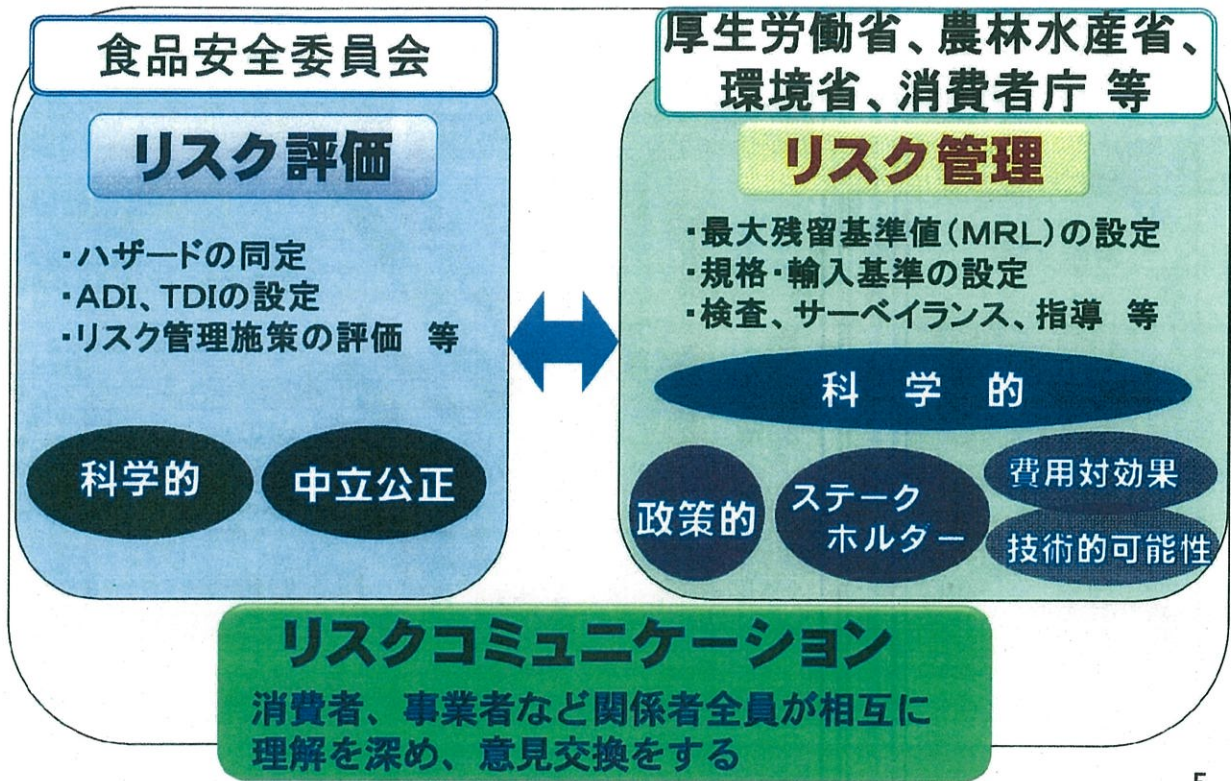 食品安全委員会
リスク評価
・ハザードの同定
・ADI、TDIの設定
・リスク管理施策の評価 等
科学的
中立公正
厚生労働省、農林水産省、
環境省、消費者庁 等
リスク管理
・最大残留基準値(MRL)の設定
・規格・輸入基準の設定
・検査、サーベイランス、指導 等
科学的
政策的
ステーク
ホルダー
費用対効果
技術的可能性
リスクコミュニケーション
消費者、事業者など関係者全員が相互に
理解を深め、意見交換をする
5